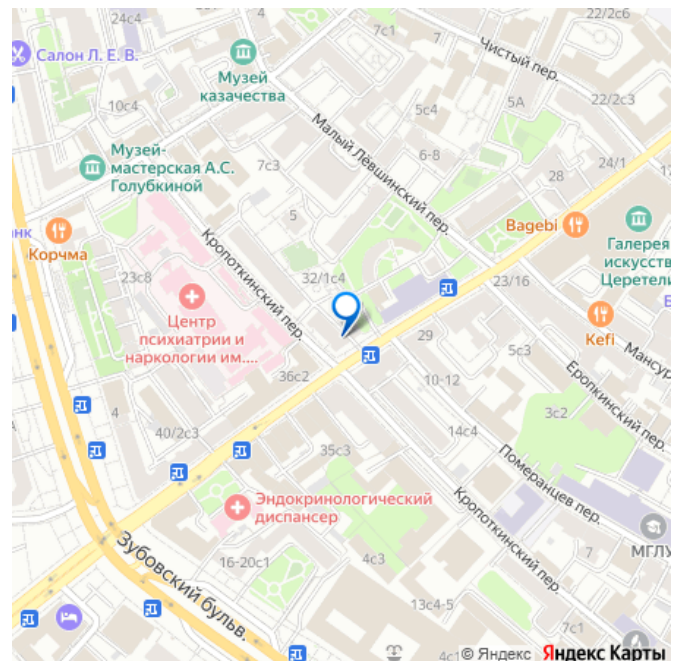 24с4
7с1
7
22/2с6
Салон Л. Е. В.
Чистый пер.
Музей
казачества
10с4
5с4
5А
22/2с3
Малый Лёвшинский пер.
6-8
24/1
Музей-
мастерская А.С.
Голубкиной
7с3
28
17
5
Bagebi
нк
Корчма
Кропоткинский пер.
Галерея
искусств
Церетели
23с8
32/1с4
23/16
Центр
психиатрии и
наркологии им....
29
Kefi
5с3
Мансур
36с2
10-12
Еропкинский пер.
3с2
4
40/2с3
14с4
35с3
Померанцев пер.
Эндокринологический
диспансер
Кропоткинский пер.
МГЛУ
Зубовский бульв.
16-20с1
4с3
7
13с4-5
7с1
4с1
© Яндекс Яндекс Карты